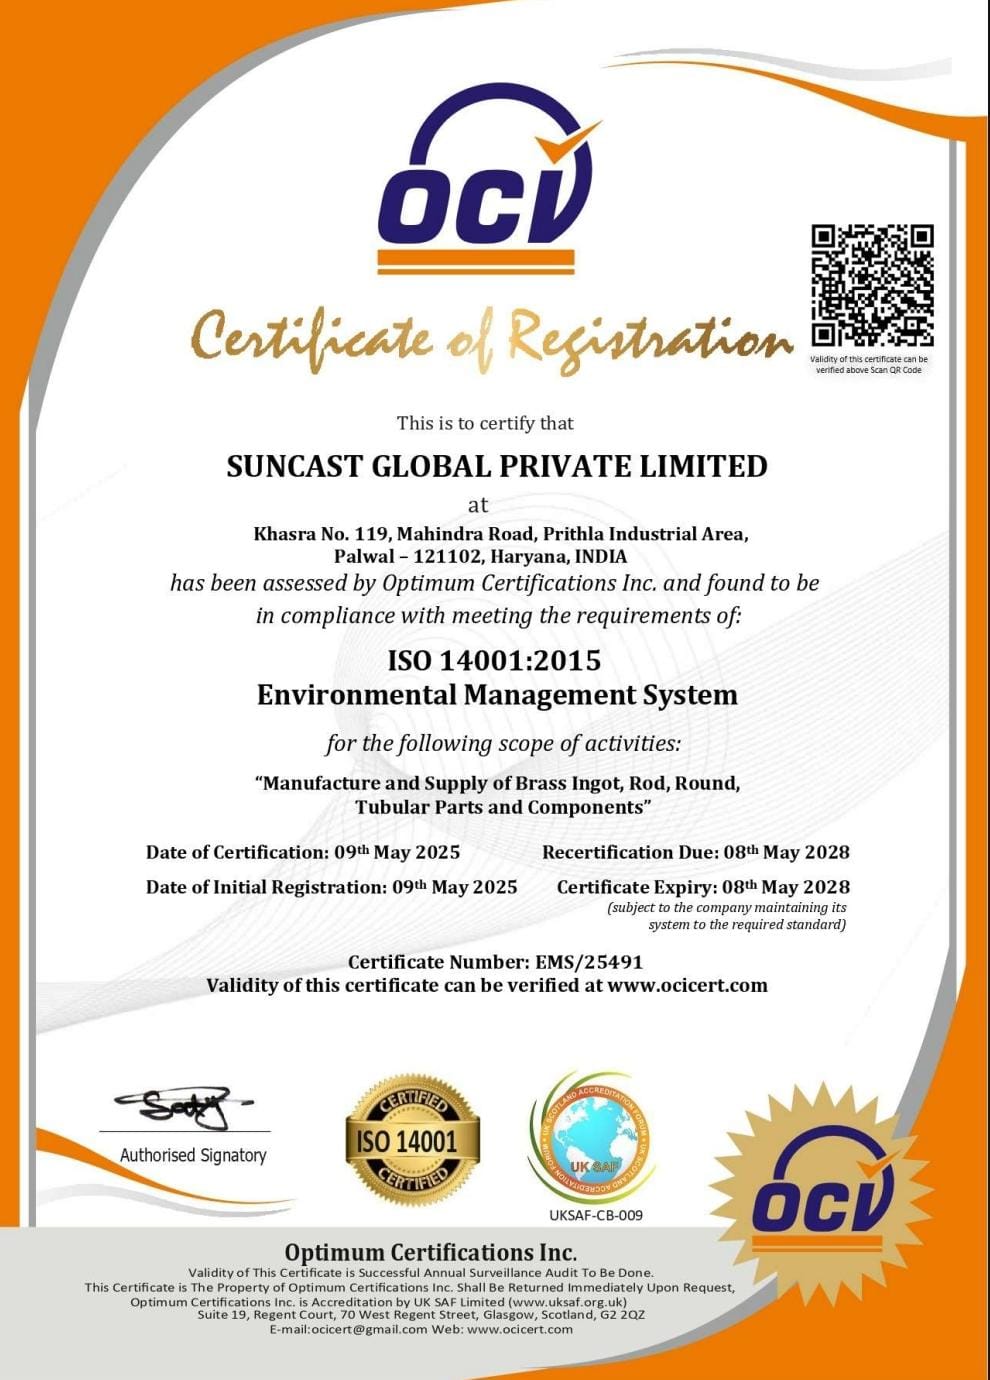 OCV
Certificate of Registration
Validity of this certificate can be
verified above Scan QR Code
This is to certify that
SUNCAST GLOBAL PRIVATE LIMITED
at
Khasra No. 119, Mahindra Road, Prithla Industrial Area,
Palwal – 121102, Haryana, INDIA
has been assessed by Optimum Certifications Inc. and found to be
in compliance with meeting the requirements of:
ISO 14001:2015
Environmental Management System
for the following scope of activities:
“Manufacture and Supply of Brass Ingot, Rod, Round,
Tubular Parts and Components”
Date of Certification: 09th May 2025
Recertification Due: 08th May 2028
Date of Initial Registration: 09th May 2025
Certificate Expiry: 08th May 2028
(subject to the company maintaining its
system to the required standard)
Certificate Number: EMS/25491
Validity of this certificate can be verified at www.ocicert.com
Authorised Signatory
CERTIFIED
ISO 14001
CERTIFIED
UK SCOTLAND ACCREDITATION FORUM • UK SCOTLAND ACCREDITATION FORUM •
UK SAF
UKSAF-CB-009
OCV
Optimum Certifications Inc.
Validity of This Certificate is Successful Annual Surveillance Audit To Be Done.
This Certificate is The Property of Optimum Certifications Inc. Shall Be Returned Immediately Upon Request,
Optimum Certifications Inc. is Accreditation by UK SAF Limited (www.uksaf.org.uk)
Suite 19, Regent Court, 70 West Regent Street, Glasgow, Scotland, G2 2QZ
E-mail:ocicert@gmail.com Web: www.ocicert.com